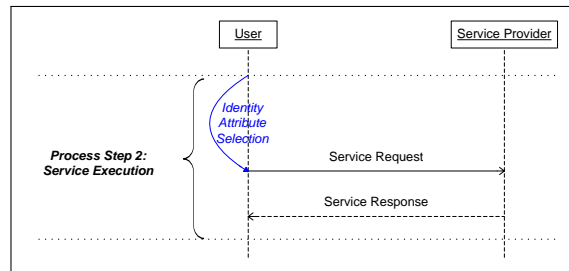 User
Service Provider
Identity
Attribute
Selection
Process Step 2:
Service Execution
Service Request
Service Response